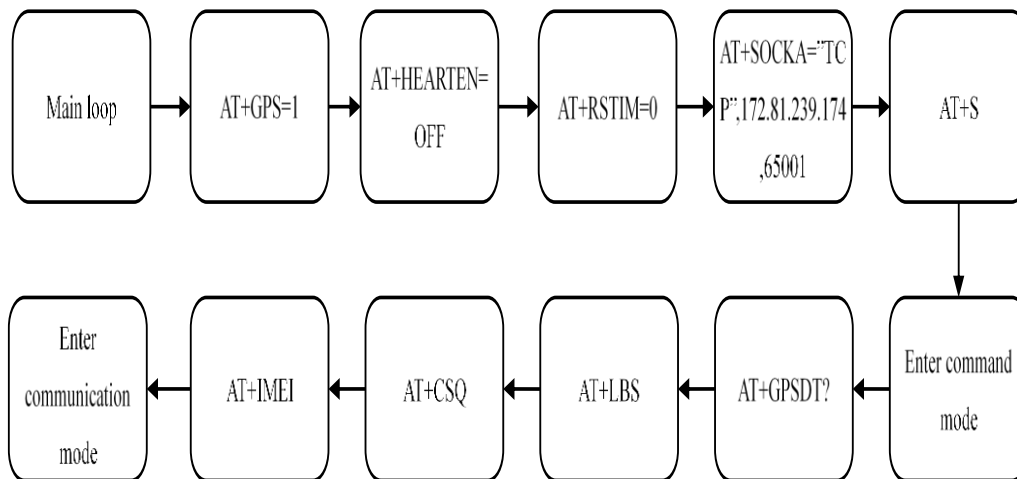 Main loop
AT+GPS=1
AT+HEARTEN=
OFF
AT+RSTIM=0
AT+SOCKA=”TC
P”,172.81.239.174
,65001
AT+S
Enter command
mode
AT+GPSDT?
AT+LBS
AT+CSQ
AT+IMEI
Enter
communication
mode